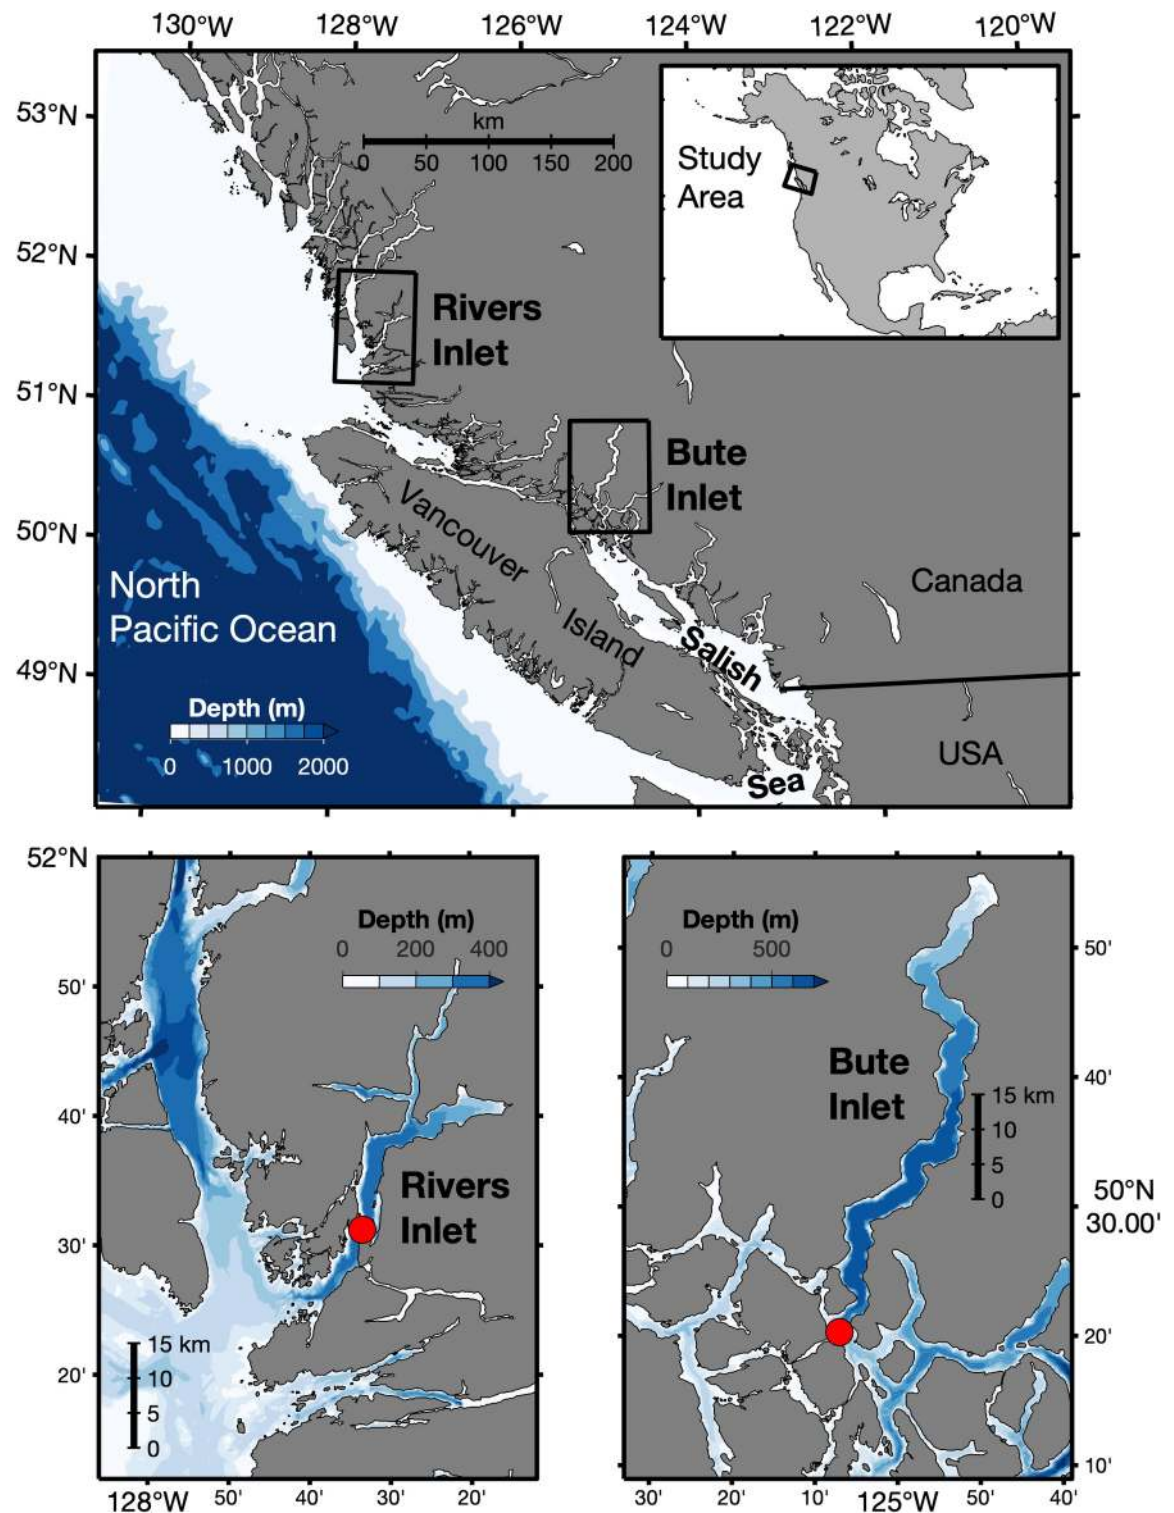 130°W 128°W 126°W 124°W 122°W 120°W
53°N
52°N
51°N
50°N
49°N
km
0 50 100 150 200
Study
Area
Rivers
Inlet
Bute
Inlet
Vancouver
Island
Canada
North
Pacific Ocean
Salish
Sea
USA
Depth (m)
0 1000 2000
52°N
50'
40'
30'
20'
Depth (m)
0 200 400
Rivers
Inlet
15 km
10
5
0
128°W 50' 40' 30' 20'
Depth (m)
0 500
Bute
Inlet
15 km
10
5
0
50'
40'
50°N
30.00'
20'
10'
30' 20' 10' 125°W 50' 40'